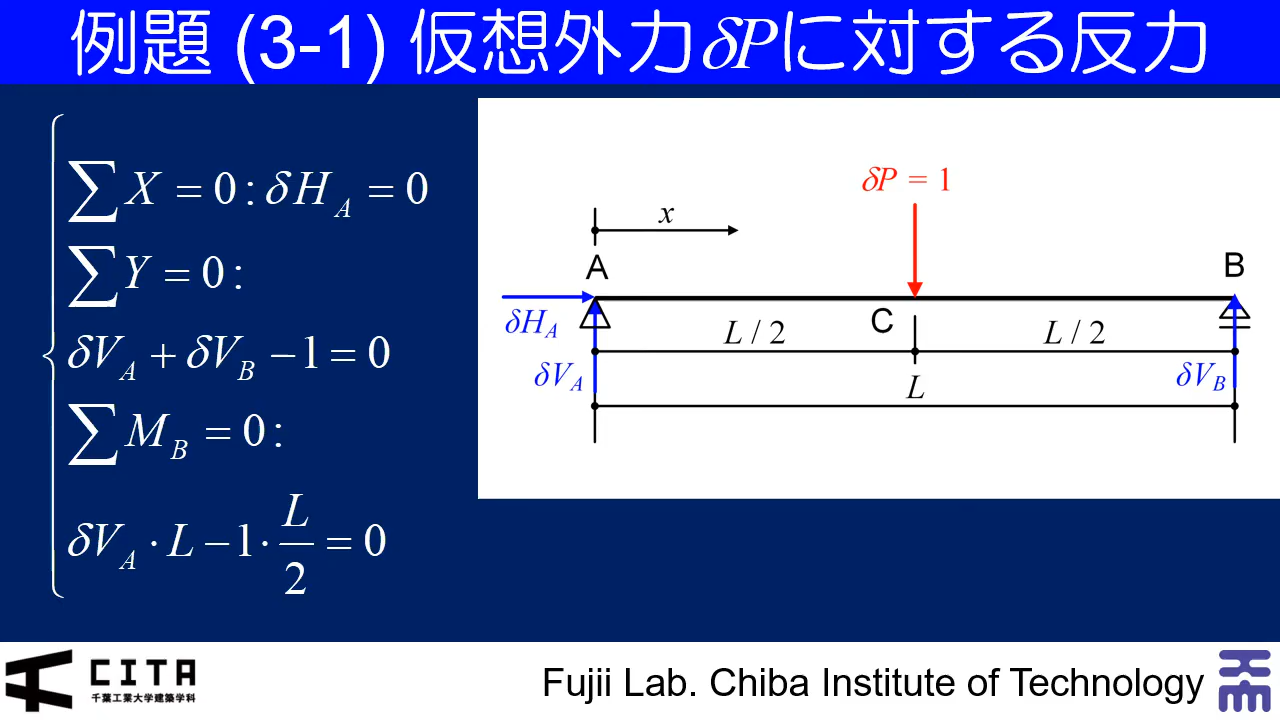 例題 (3-1) 仮想外力δPに対する反力
∑X = 0 : δH_A = 0
∑Y = 0 :
δV_A + δV_B − 1 = 0
∑M_B = 0 :
δV_A · L − 1 · L/2 = 0
δP = 1
x
A
B
C
δH_A
L / 2
L / 2
δV_A
δV_B
L
CITA
千葉工業大学建築学科
Fujii Lab. Chiba Institute of Technology